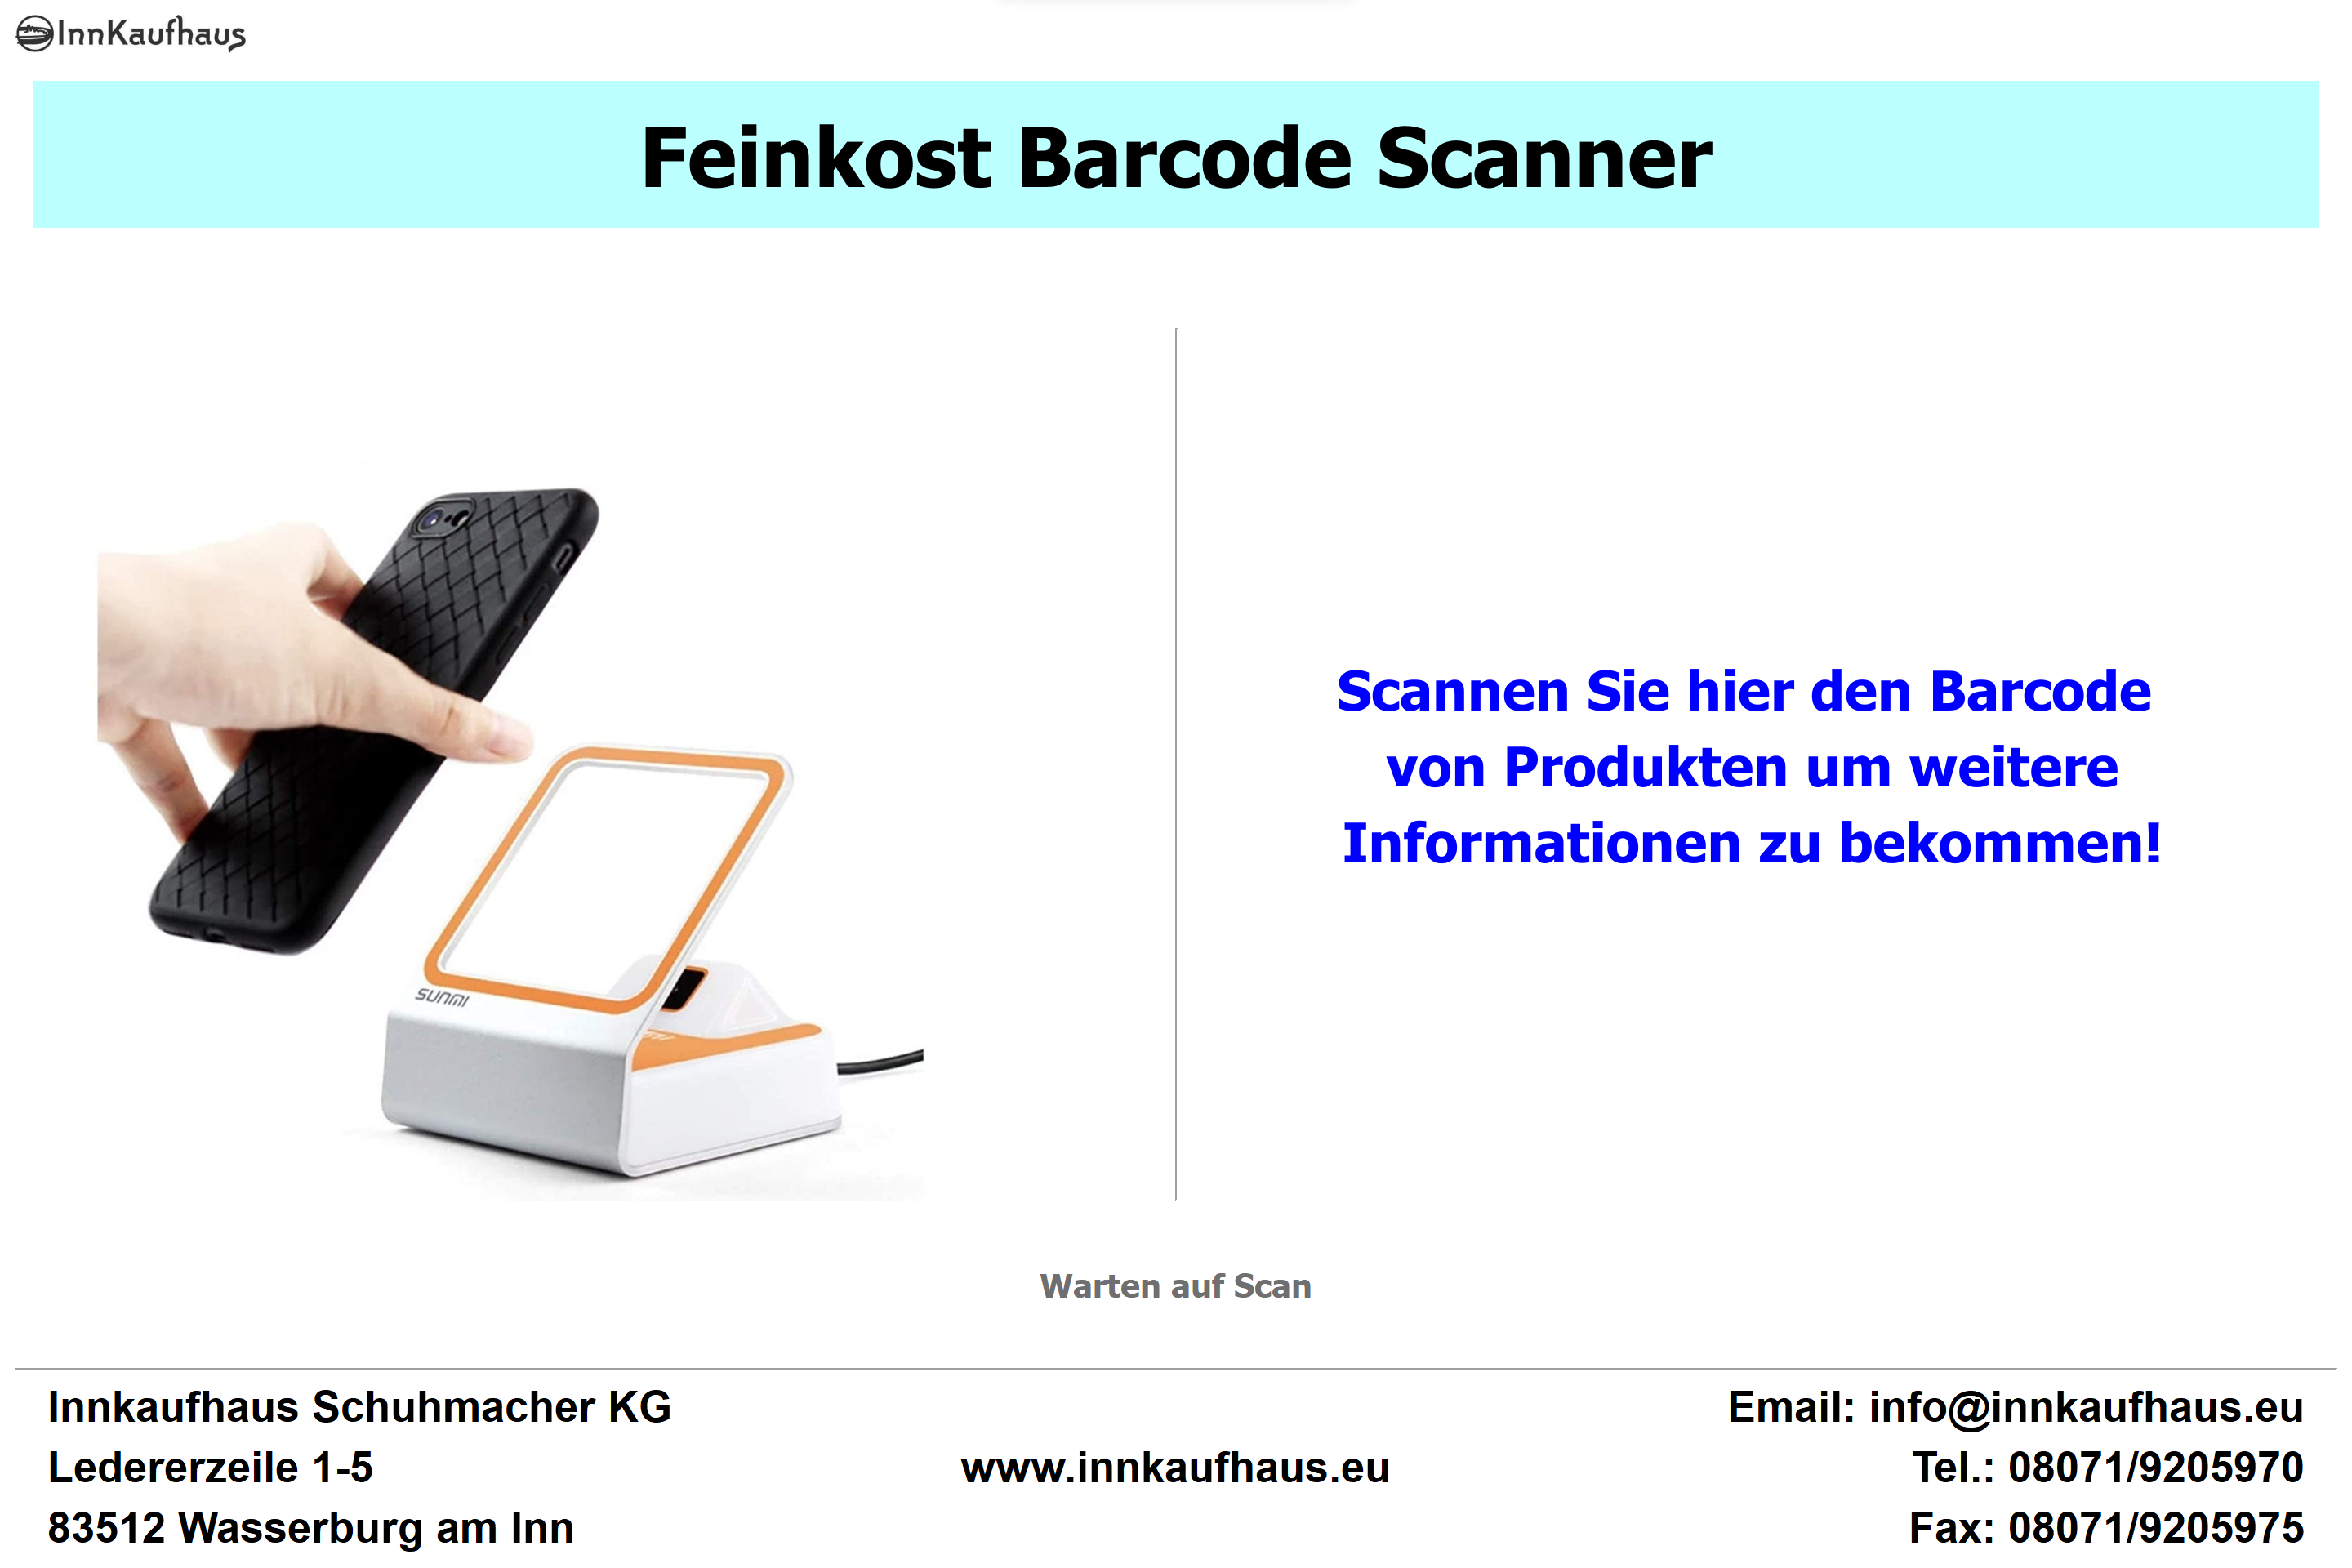 InnKaufhaus
Feinkost Barcode Scanner
Scannen Sie hier den Barcode
von Produkten um weitere
Informationen zu bekommen!
SUNMI
Warten auf Scan
Innkaufhaus Schuhmacher KG
Ledererzeile 1-5
83512 Wasserburg am Inn
www.innkaufhaus.eu
Email: info@innkaufhaus.eu
Tel.: 08071/9205970
Fax: 08071/9205975